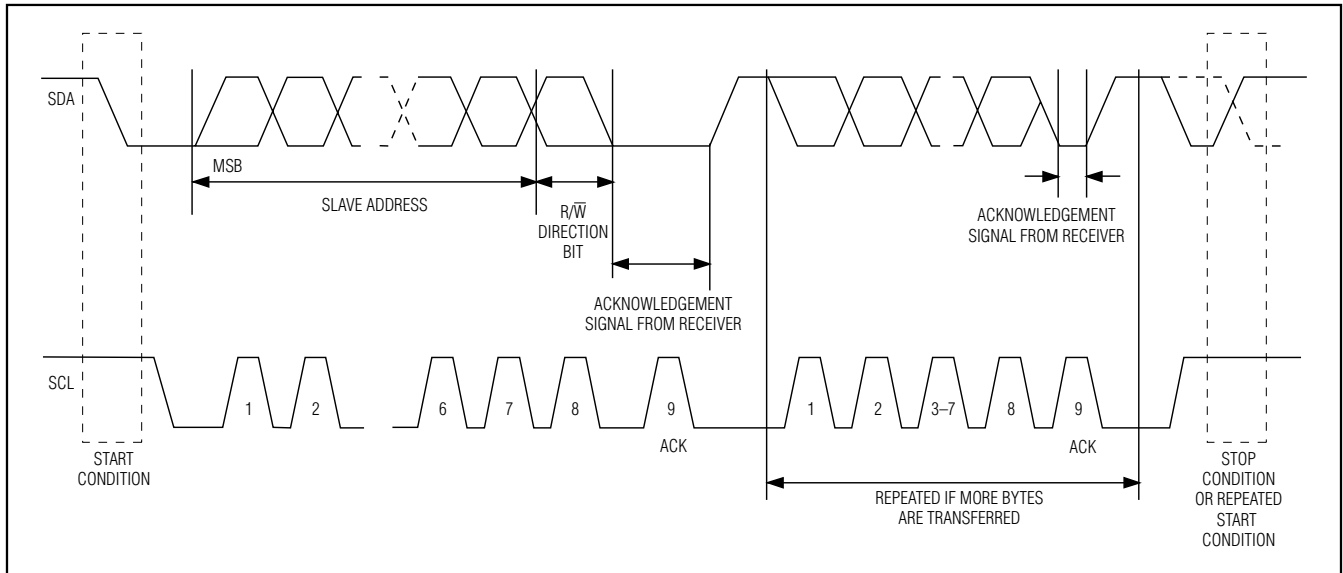 SDA
MSB
SLAVE ADDRESS
R/W̅
DIRECTION
BIT
ACKNOWLEDGEMENT
SIGNAL FROM RECEIVER
ACKNOWLEDGEMENT
SIGNAL FROM RECEIVER
SCL
1
2
6
7
8
9
ACK
1
2
3–7
8
9
ACK
START
CONDITION
REPEATED IF MORE BYTES
ARE TRANSFERRED
STOP
CONDITION
OR REPEATED
START
CONDITION